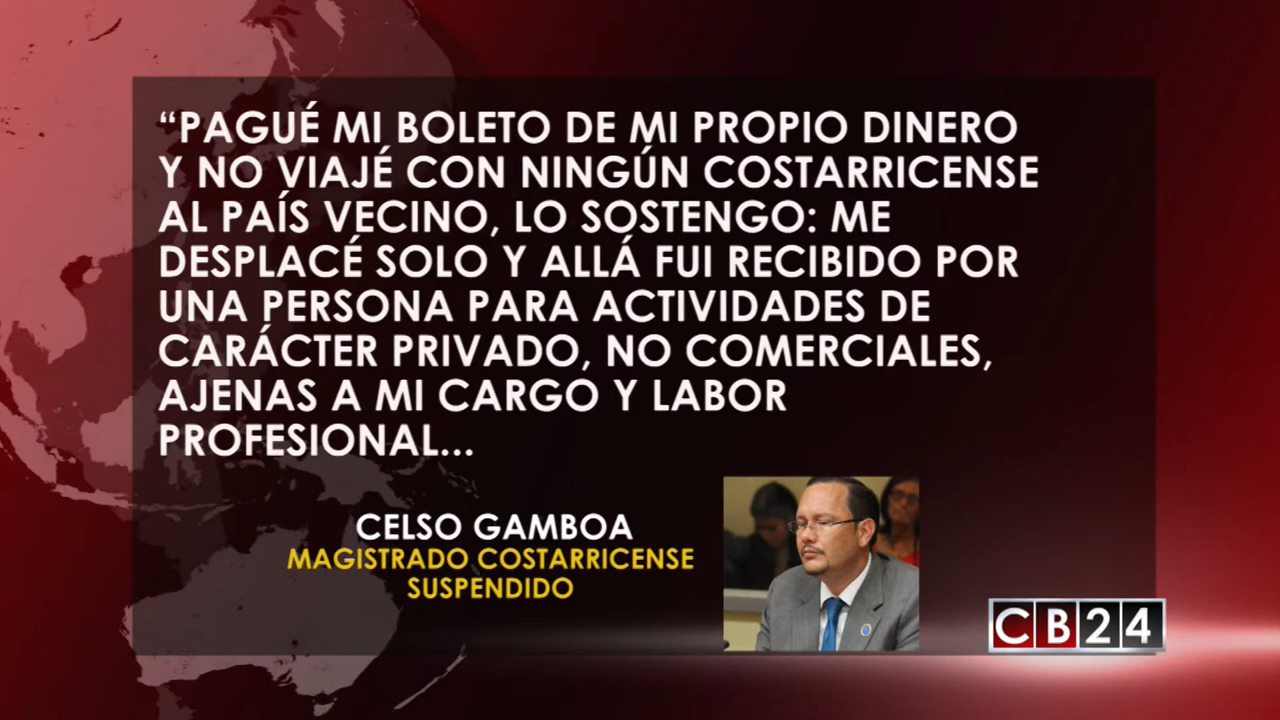 “PAGUÉ MI BOLETO DE MI PROPIO DINERO
Y NO VIAJÉ CON NINGÚN COSTARRICENSE
AL PAÍS VECINO, LO SOSTENGO: ME
DESPLACÉ SOLO Y ALLÁ FUI RECIBIDO POR
UNA PERSONA PARA ACTIVIDADES DE
CARÁCTER PRIVADO, NO COMERCIALES,
AJENAS A MI CARGO Y LABOR
PROFESIONAL...
CELSO GAMBOA
MAGISTRADO COSTARRICENSE
SUSPENDIDO
CB24